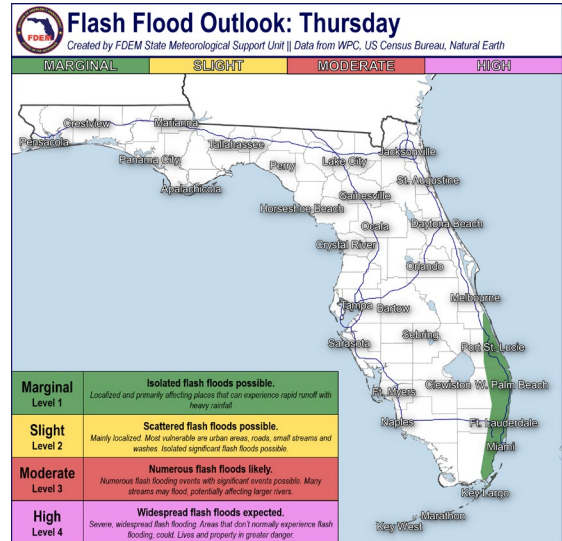 FDEM
Flash Flood Outlook: Thursday
Created by FDEM State Meteorological Support Unit || Data from WPC, US Census Bureau, Natural Earth
MARGINAL
SLIGHT
MODERATE
HIGH
Crestview
Marianna
Pensacola
Tallahassee
Jacksonville
Panama City
Perry
Lake City
Apalachicola
St. Augustine
Gainesville
Horseshoe Beach
Ocala
Daytona Beach
Crystal River
Orlando
Melbourne
Tampa
Bartow
Sebring
Sarasota
Port St. Lucie
Ft. Myers
Clewiston
W. Palm Beach
Naples
Ft. Lauderdale
Miami
Key Largo
Marathon
Key West
Marginal
Level 1
Isolated flash floods possible.
Localized and primarily affecting places that can experience rapid runoff with
heavy rainfall
Slight
Level 2
Scattered flash floods possible.
Mainly localized. Most vulnerable are urban areas, roads, small streams and
washes. Isolated significant flash floods possible.
Moderate
Level 3
Numerous flash floods likely.
Numerous flash flooding events with significant events possible. Many
streams may flood, potentially affecting larger rivers.
High
Level 4
Widespread flash floods expected.
Severe, widespread flash flooding. Areas that don't normally experience flash
flooding, could. Lives and property in greater danger.